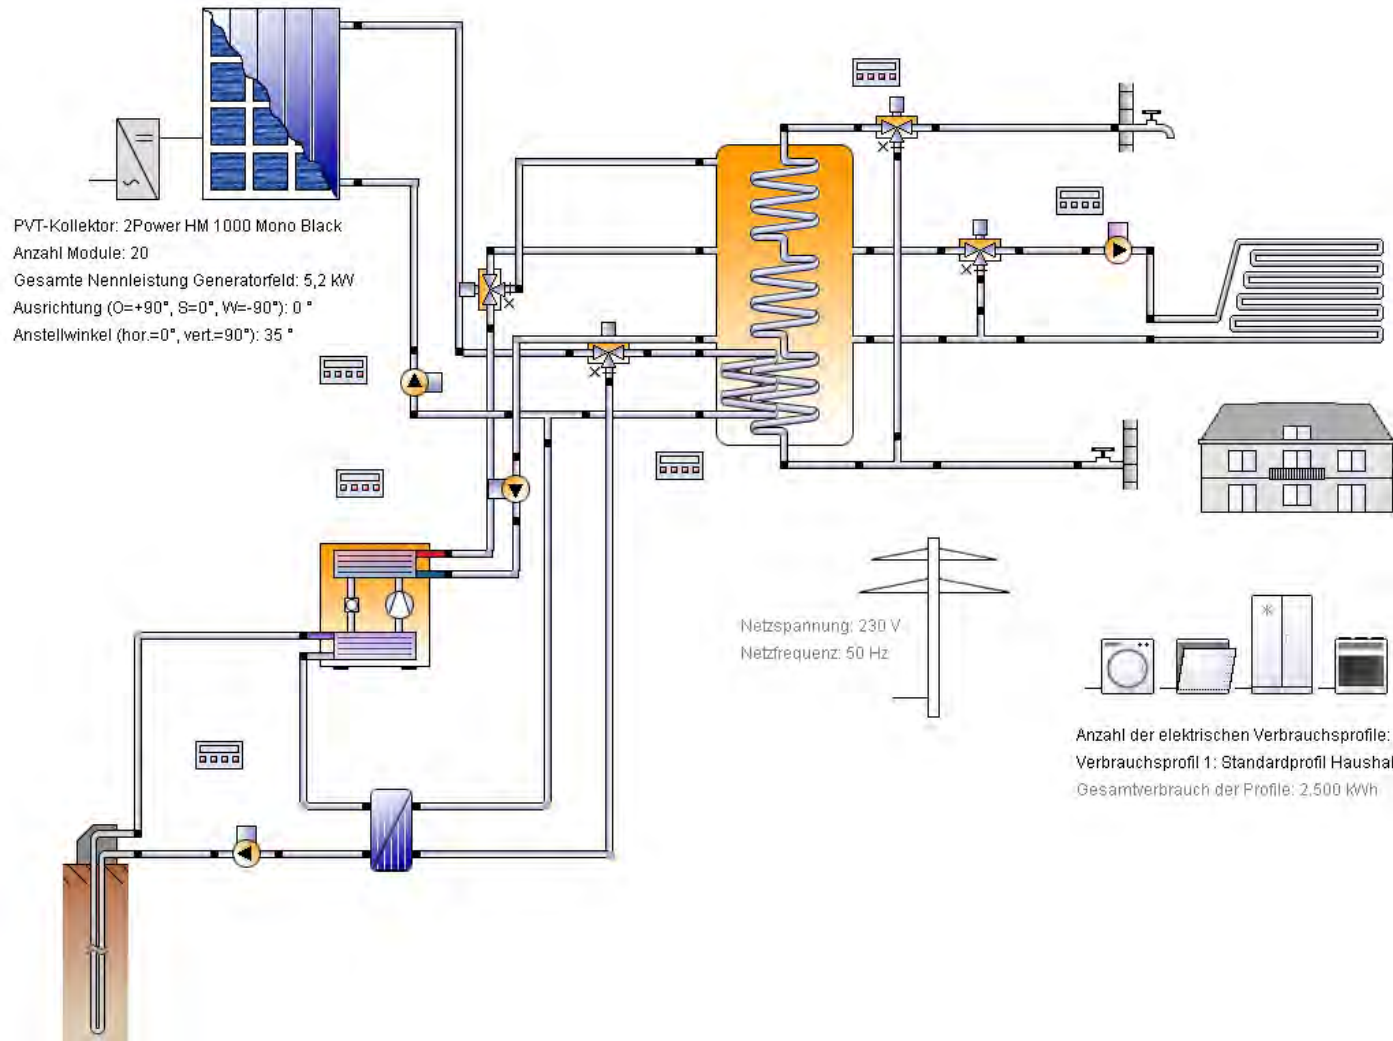 PVT-Kollektor: 2Power HM 1000 Mono Black
Anzahl Module: 20
Gesamte Nennleistung Generatorfeld: 5,2 kW
Ausrichtung (O=+90°, S=0°, W=-90°): 0 °
Anstellwinkel (hor.=0°, vert.=90°): 35 °
Netzspannung: 230 V
Netzfrequenz: 50 Hz
Anzahl der elektrischen Verbrauchsprofile:
Verbrauchsprofil 1: Standardprofil Haushal
Gesamtverbrauch der Profile: 2.500 kWh